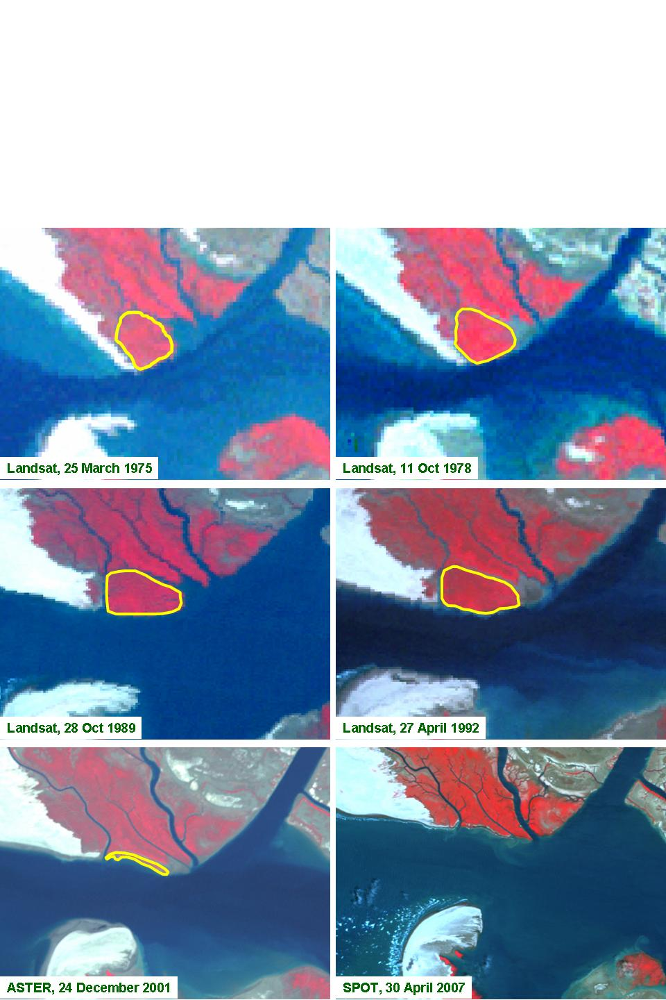 Landsat, 25 March 1975
Landsat, 11 Oct 1978
Landsat, 28 Oct 1989
Landsat, 27 April 1992
ASTER, 24 December 2001
SPOT, 30 April 2007